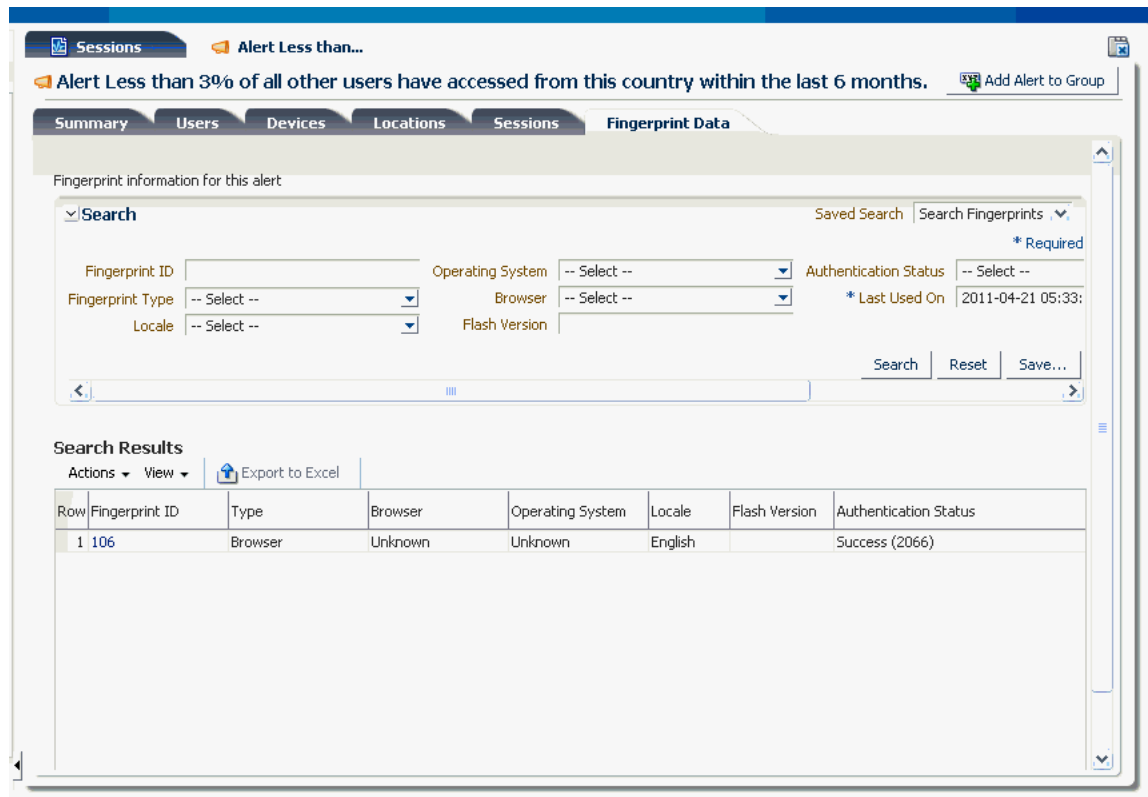 Sessions Alert Less than...
Alert Less than 3% of all other users have accessed from this country within the last 6 months. Add Alert to Group
Summary Users Devices Locations Sessions Fingerprint Data
Fingerprint information for this alert
Search Saved Search Search Fingerprints
* Required
Fingerprint ID Operating System -- Select -- Authentication Status -- Select --
Fingerprint Type -- Select -- Browser -- Select -- * Last Used On 2011-04-21 05:33:
Locale -- Select -- Flash Version
Search Reset Save...
Search Results
Actions View Export to Excel
Row Fingerprint ID Type Browser Operating System Locale Flash Version Authentication Status
1 106 Browser Unknown Unknown English Success (2066)